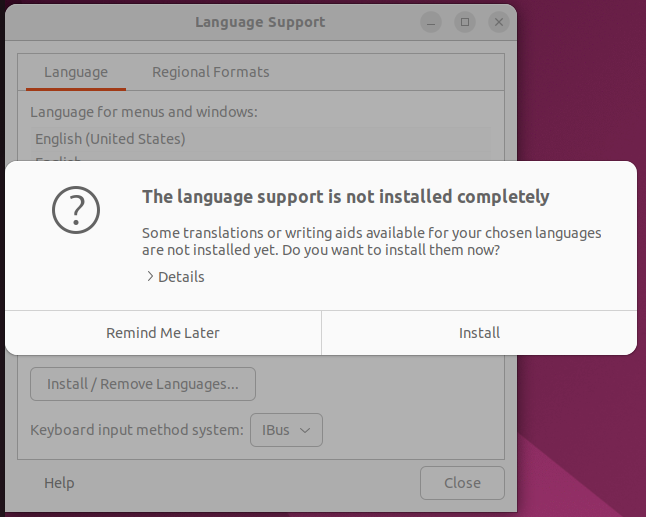 Language Support
Language
Regional Formats
Language for menus and windows:
English (United States)
English
The language support is not installed completely
Some translations or writing aids available for your chosen languages
are not installed yet. Do you want to install them now?
Details
Remind Me Later
Install
Install / Remove Languages...
Keyboard input method system:
IBus
Help
Close